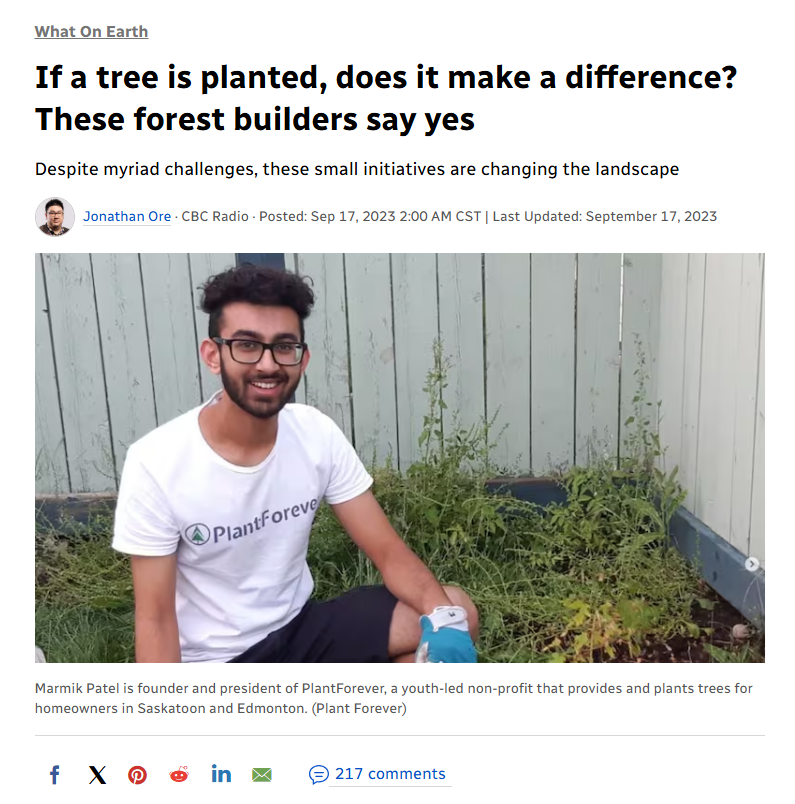 What On Earth
If a tree is planted, does it make a difference?
These forest builders say yes
Despite myriad challenges, these small initiatives are changing the landscape
Jonathan Ore · CBC Radio · Posted: Sep 17, 2023 2:00 AM CST | Last Updated: September 17, 2023
PlantForeve
Marmik Patel is founder and president of PlantForever, a youth-led non-profit that provides and plants trees for
homeowners in Saskatoon and Edmonton. (Plant Forever)
217 comments